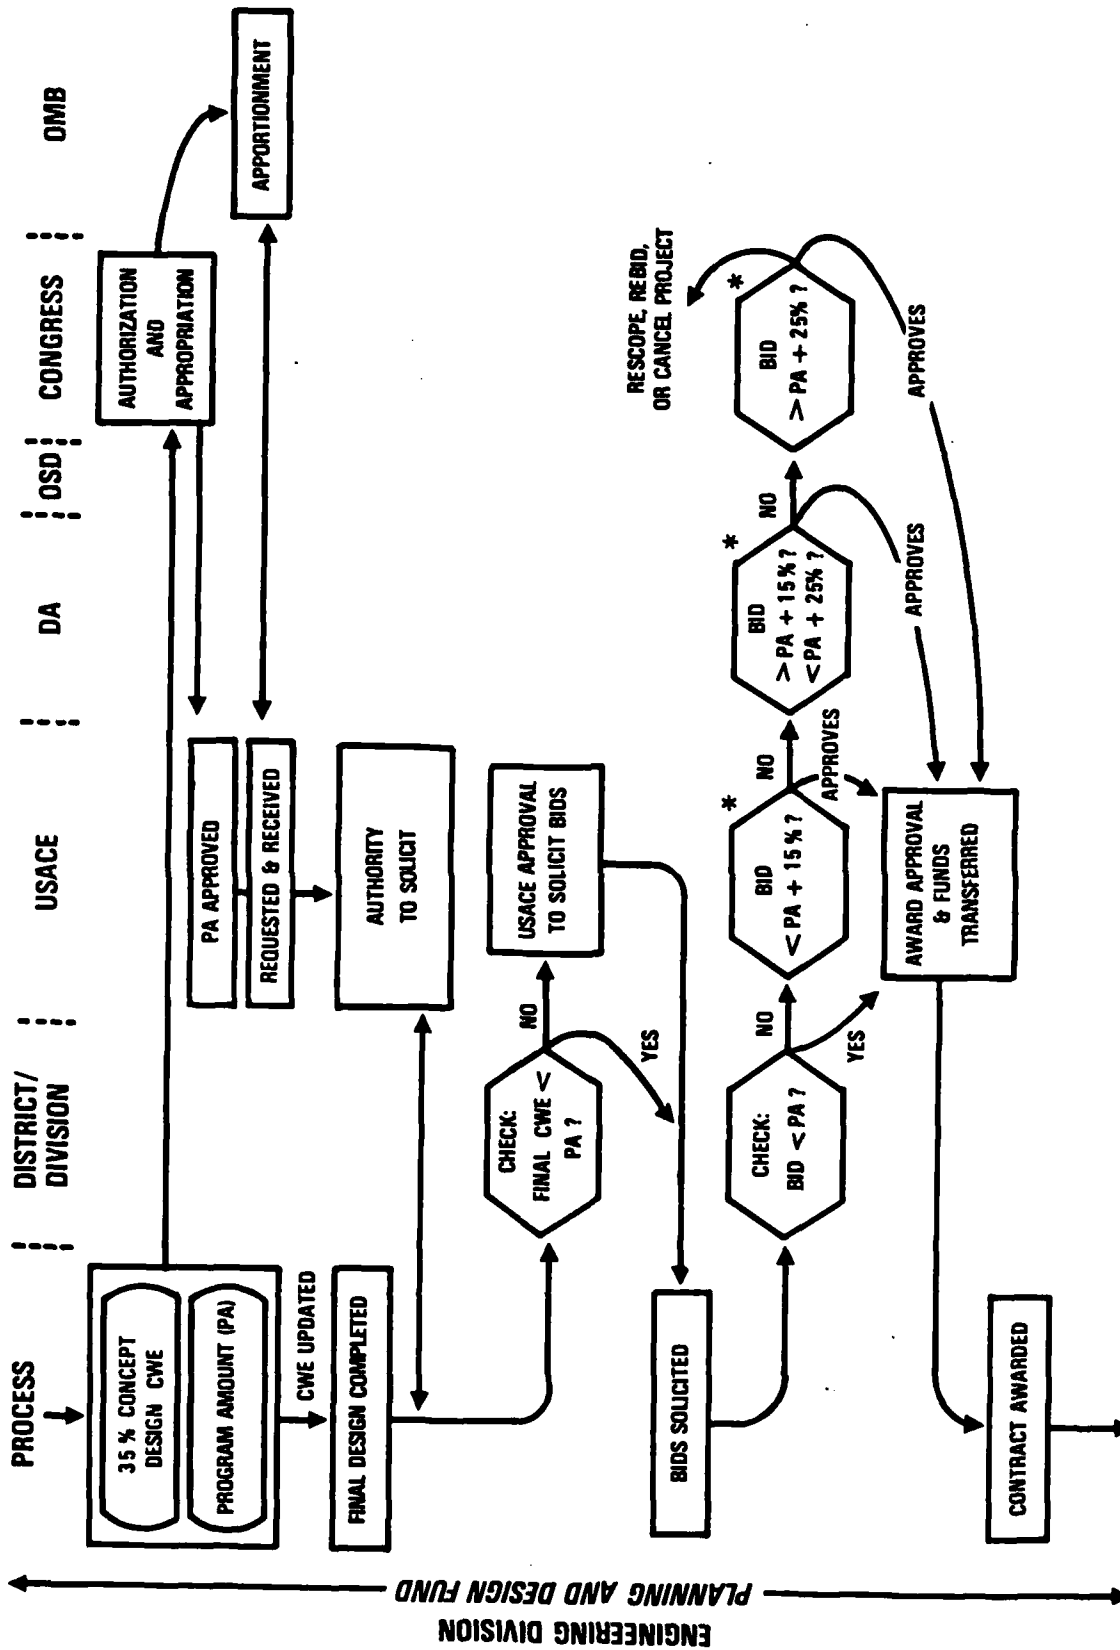 PROCESS
DISTRICT/
DIVISION
USACE
DA
OSD
CONGRESS
OMB
35% CONCEPT
DESIGN CWE
PROGRAM AMOUNT (PA)
AUTHORIZATION
AND
APPROPRIATION
APPORTIONMENT
PA APPROVED
REQUESTED & RECEIVED
CWE UPDATED
FINAL DESIGN COMPLETED
AUTHORITY
TO SOLICIT
CHECK:
FINAL CWE <
PA ?
NO
YES
USACE APPROVAL
TO SOLICIT BIDS
BIDS SOLICITED
CHECK:
BID < PA ?
NO
YES
*
BID
< PA + 15% ?
NO
APPROVES
*
BID
> PA + 15% ?
< PA + 25% ?
NO
APPROVES
*
BID
> PA + 25% ?
APPROVES
RESCOPE, REBID,
OR CANCEL PROJECT
AWARD APPROVAL
& FUNDS
TRANSFERRED
CONTRACT AWARDED
ENGINEERING DIVISION
PLANNING AND DESIGN FUND